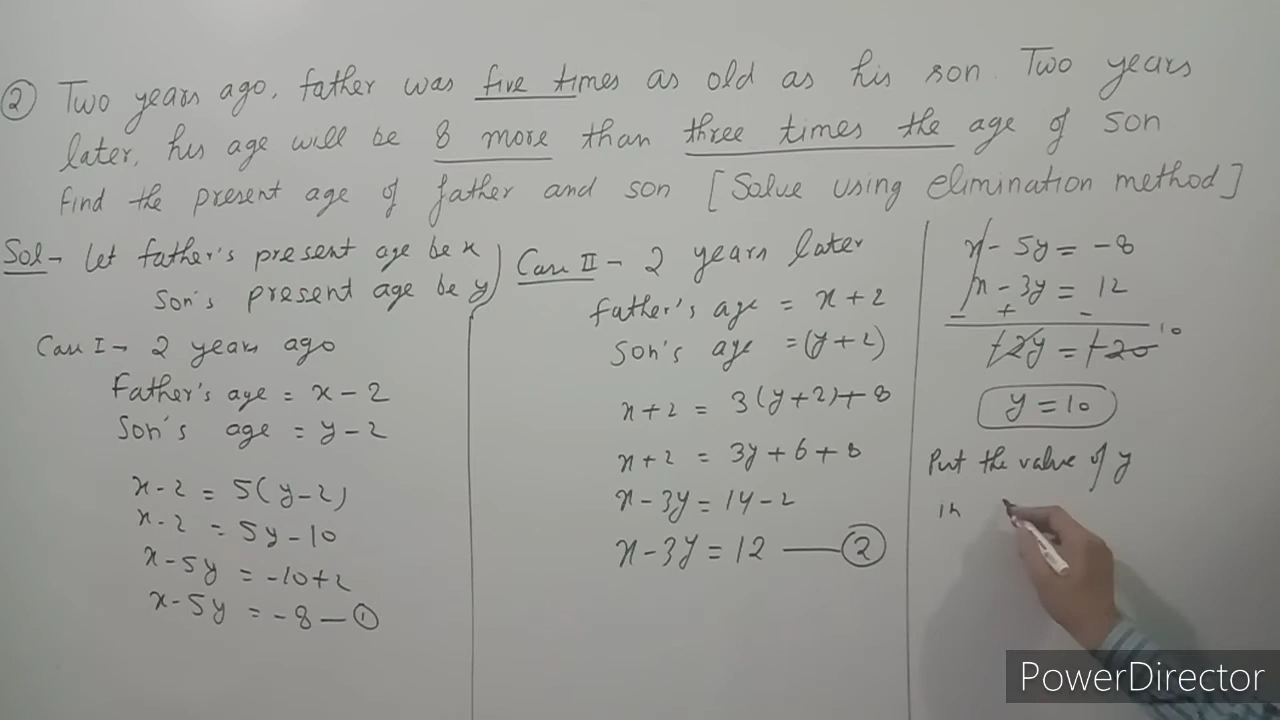 ② Two years ago, father was five times as old as his son. Two years
later, his age will be 8 more than three times the age of son
find the present age of father and son [Solve using elimination method]
Sol- Let father's present age be x
Son's present age be y
Case I - 2 years ago
Father's age = x - 2
Son's age = y - 2
x - 2 = 5(y - 2)
x - 2 = 5y - 10
x - 5y = -10 + 2
x - 5y = -8 — ①
Case II - 2 years later
Father's age = x + 2
Son's age = (y + 2)
x + 2 = 3(y + 2) + 8
x + 2 = 3y + 6 + 8
x - 3y = 14 - 2
x - 3y = 12 — ②
x - 5y = -8
x - 3y = 12
- + -
+2y = +20 10
y = 10
Put the value of y
in
PowerDirector